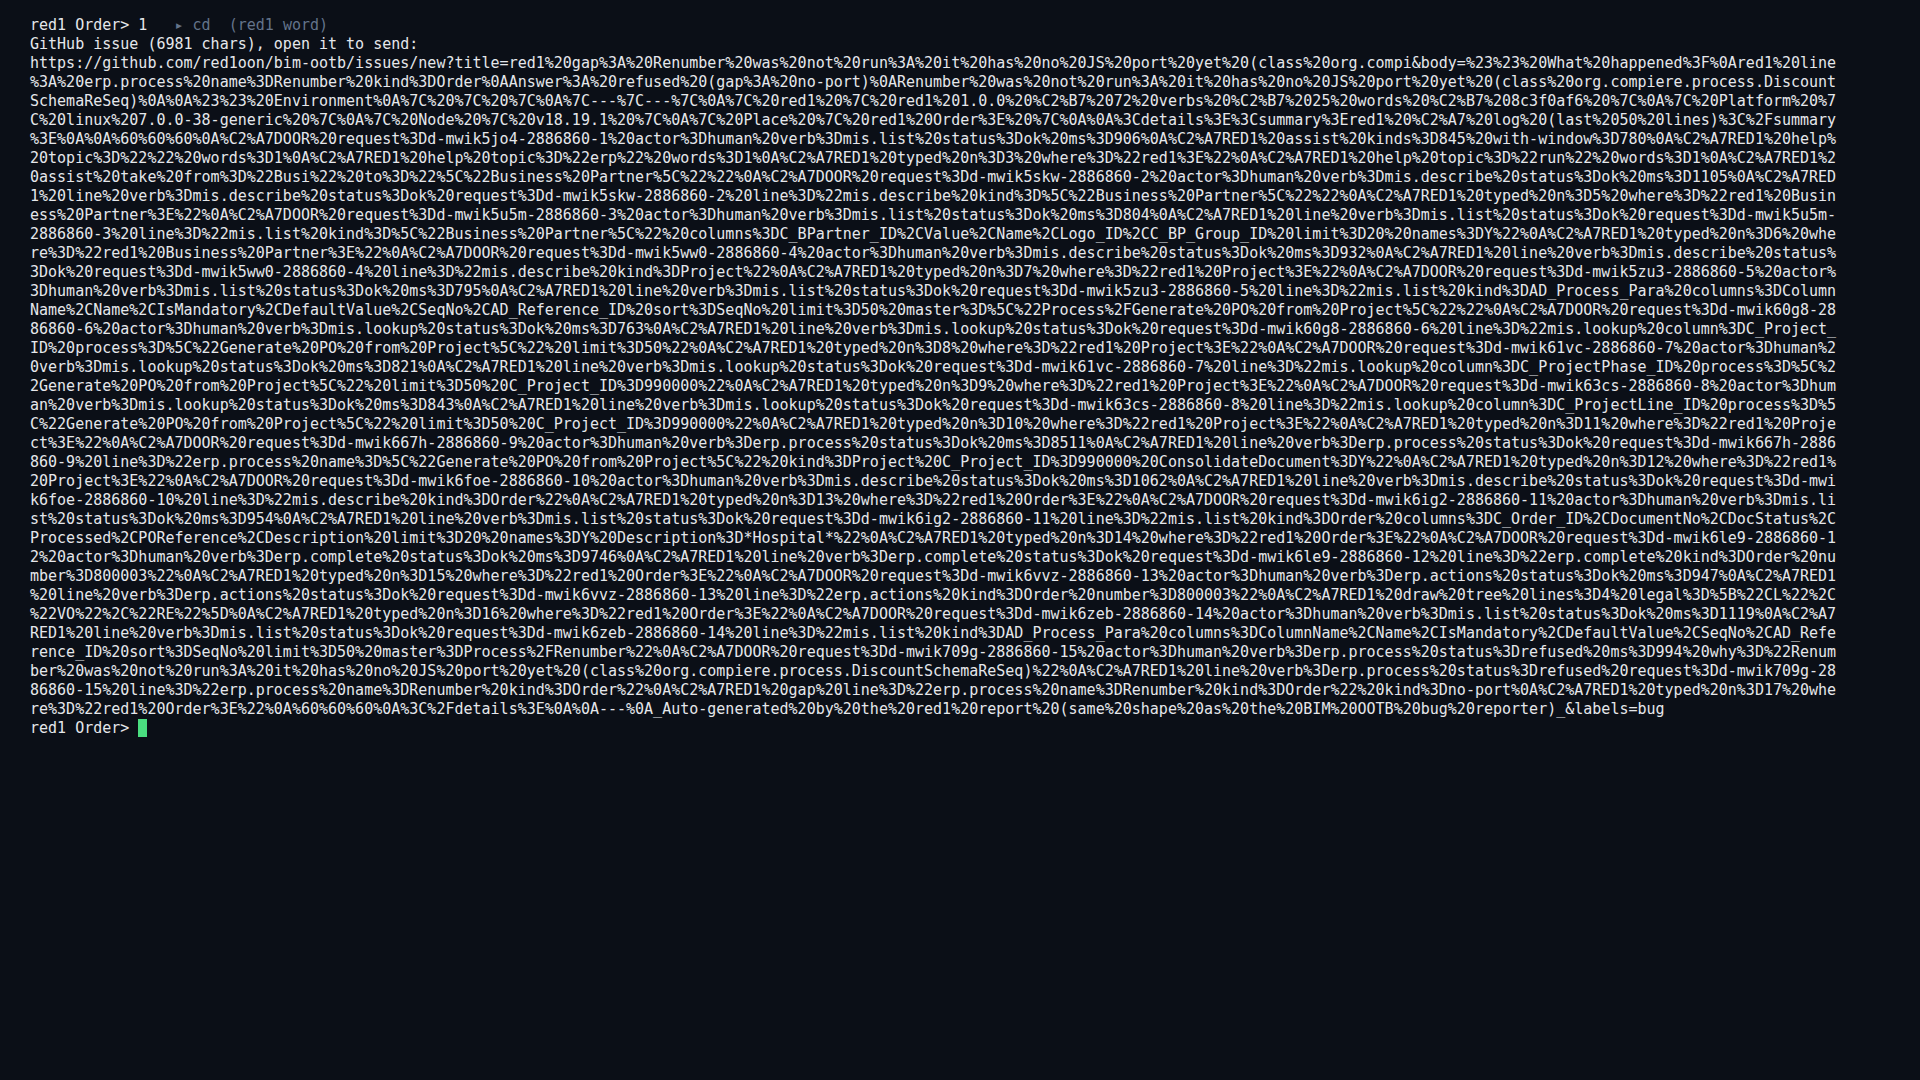 red1 Order> 1   ▸ cd  (red1 word)
GitHub issue (6981 chars), open it to send:
https://github.com/red1oon/bim-ootb/issues/new?title=red1%20gap%3A%20Renumber%20was%20not%20run%3A%20it%20has%20no%20JS%20port%20yet%20(class%20org.compi&body=%23%23%20What%20happened%3F%0Ared1%20line
%3A%20erp.process%20name%3DRenumber%20kind%3DOrder%0AAnswer%3A%20refused%20(gap%3A%20no-port)%0ARenumber%20was%20not%20run%3A%20it%20has%20no%20JS%20port%20yet%20(class%20org.compiere.process.Discount
SchemaReSeq)%0A%0A%23%23%20Environment%0A%7C%20%7C%20%7C%0A%7C---%7C---%7C%0A%7C%20red1%20%7C%20red1%201.0.0%20%C2%B7%2072%20verbs%20%C2%B7%2025%20words%20%C2%B7%208c3f0af6%20%7C%0A%7C%20Platform%20%7
C%20linux%207.0.0-38-generic%20%7C%0A%7C%20Node%20%7C%20v18.19.1%20%7C%0A%7C%20Place%20%7C%20red1%20Order%3E%20%7C%0A%0A%3Cdetails%3E%3Csummary%3Ered1%20%C2%A7%20log%20(last%2050%20lines)%3C%2Fsummary
%3E%0A%0A%60%60%60%0A%C2%A7DOOR%20request%3Dd-mwik5jo4-2886860-1%20actor%3Dhuman%20verb%3Dmis.list%20status%3Dok%20ms%3D906%0A%C2%A7RED1%20assist%20kinds%3D845%20with-window%3D780%0A%C2%A7RED1%20help%
20topic%3D%22%22%20words%3D1%0A%C2%A7RED1%20help%20topic%3D%22erp%22%20words%3D1%0A%C2%A7RED1%20typed%20n%3D3%20where%3D%22red1%3E%22%0A%C2%A7RED1%20help%20topic%3D%22run%22%20words%3D1%0A%C2%A7RED1%2
0assist%20take%20from%3D%22Busi%22%20to%3D%22%5C%22Business%20Partner%5C%22%22%0A%C2%A7DOOR%20request%3Dd-mwik5skw-2886860-2%20actor%3Dhuman%20verb%3Dmis.describe%20status%3Dok%20ms%3D1105%0A%C2%A7RED
1%20line%20verb%3Dmis.describe%20status%3Dok%20request%3Dd-mwik5skw-2886860-2%20line%3D%22mis.describe%20kind%3D%5C%22Business%20Partner%5C%22%22%0A%C2%A7RED1%20typed%20n%3D5%20where%3D%22red1%20Busin
ess%20Partner%3E%22%0A%C2%A7DOOR%20request%3Dd-mwik5u5m-2886860-3%20actor%3Dhuman%20verb%3Dmis.list%20status%3Dok%20ms%3D804%0A%C2%A7RED1%20line%20verb%3Dmis.list%20status%3Dok%20request%3Dd-mwik5u5m-
2886860-3%20line%3D%22mis.list%20kind%3D%5C%22Business%20Partner%5C%22%20columns%3DC_BPartner_ID%2CValue%2CName%2CLogo_ID%2CC_BP_Group_ID%20limit%3D20%20names%3DY%22%0A%C2%A7RED1%20typed%20n%3D6%20whe
re%3D%22red1%20Business%20Partner%3E%22%0A%C2%A7DOOR%20request%3Dd-mwik5ww0-2886860-4%20actor%3Dhuman%20verb%3Dmis.describe%20status%3Dok%20ms%3D932%0A%C2%A7RED1%20line%20verb%3Dmis.describe%20status%
3Dok%20request%3Dd-mwik5ww0-2886860-4%20line%3D%22mis.describe%20kind%3DProject%22%0A%C2%A7RED1%20typed%20n%3D7%20where%3D%22red1%20Project%3E%22%0A%C2%A7DOOR%20request%3Dd-mwik5zu3-2886860-5%20actor%
3Dhuman%20verb%3Dmis.list%20status%3Dok%20ms%3D795%0A%C2%A7RED1%20line%20verb%3Dmis.list%20status%3Dok%20request%3Dd-mwik5zu3-2886860-5%20line%3D%22mis.list%20kind%3DAD_Process_Para%20columns%3DColumn
Name%2CName%2CIsMandatory%2CDefaultValue%2CSeqNo%2CAD_Reference_ID%20sort%3DSeqNo%20limit%3D50%20master%3D%5C%22Process%2FGenerate%20PO%20from%20Project%5C%22%22%0A%C2%A7DOOR%20request%3Dd-mwik60g8-28
86860-6%20actor%3Dhuman%20verb%3Dmis.lookup%20status%3Dok%20ms%3D763%0A%C2%A7RED1%20line%20verb%3Dmis.lookup%20status%3Dok%20request%3Dd-mwik60g8-2886860-6%20line%3D%22mis.lookup%20column%3DC_Project_
ID%20process%3D%5C%22Generate%20PO%20from%20Project%5C%22%20limit%3D50%22%0A%C2%A7RED1%20typed%20n%3D8%20where%3D%22red1%20Project%3E%22%0A%C2%A7DOOR%20request%3Dd-mwik61vc-2886860-7%20actor%3Dhuman%2
0verb%3Dmis.lookup%20status%3Dok%20ms%3D821%0A%C2%A7RED1%20line%20verb%3Dmis.lookup%20status%3Dok%20request%3Dd-mwik61vc-2886860-7%20line%3D%22mis.lookup%20column%3DC_ProjectPhase_ID%20process%3D%5C%2
2Generate%20PO%20from%20Project%5C%22%20limit%3D50%20C_Project_ID%3D990000%22%0A%C2%A7RED1%20typed%20n%3D9%20where%3D%22red1%20Project%3E%22%0A%C2%A7DOOR%20request%3Dd-mwik63cs-2886860-8%20actor%3Dhum
an%20verb%3Dmis.lookup%20status%3Dok%20ms%3D843%0A%C2%A7RED1%20line%20verb%3Dmis.lookup%20status%3Dok%20request%3Dd-mwik63cs-2886860-8%20line%3D%22mis.lookup%20column%3DC_ProjectLine_ID%20process%3D%5
C%22Generate%20PO%20from%20Project%5C%22%20limit%3D50%20C_Project_ID%3D990000%22%0A%C2%A7RED1%20typed%20n%3D10%20where%3D%22red1%20Project%3E%22%0A%C2%A7RED1%20typed%20n%3D11%20where%3D%22red1%20Proje
ct%3E%22%0A%C2%A7DOOR%20request%3Dd-mwik667h-2886860-9%20actor%3Dhuman%20verb%3Derp.process%20status%3Dok%20ms%3D8511%0A%C2%A7RED1%20line%20verb%3Derp.process%20status%3Dok%20request%3Dd-mwik667h-2886
860-9%20line%3D%22erp.process%20name%3D%5C%22Generate%20PO%20from%20Project%5C%22%20kind%3DProject%20C_Project_ID%3D990000%20ConsolidateDocument%3DY%22%0A%C2%A7RED1%20typed%20n%3D12%20where%3D%22red1%
20Project%3E%22%0A%C2%A7DOOR%20request%3Dd-mwik6foe-2886860-10%20actor%3Dhuman%20verb%3Dmis.describe%20status%3Dok%20ms%3D1062%0A%C2%A7RED1%20line%20verb%3Dmis.describe%20status%3Dok%20request%3Dd-mwi
k6foe-2886860-10%20line%3D%22mis.describe%20kind%3DOrder%22%0A%C2%A7RED1%20typed%20n%3D13%20where%3D%22red1%20Order%3E%22%0A%C2%A7DOOR%20request%3Dd-mwik6ig2-2886860-11%20actor%3Dhuman%20verb%3Dmis.li
st%20status%3Dok%20ms%3D954%0A%C2%A7RED1%20line%20verb%3Dmis.list%20status%3Dok%20request%3Dd-mwik6ig2-2886860-11%20line%3D%22mis.list%20kind%3DOrder%20columns%3DC_Order_ID%2CDocumentNo%2CDocStatus%2C
Processed%2CPOReference%2CDescription%20limit%3D20%20names%3DY%20Description%3D*Hospital*%22%0A%C2%A7RED1%20typed%20n%3D14%20where%3D%22red1%20Order%3E%22%0A%C2%A7DOOR%20request%3Dd-mwik6le9-2886860-1
2%20actor%3Dhuman%20verb%3Derp.complete%20status%3Dok%20ms%3D9746%0A%C2%A7RED1%20line%20verb%3Derp.complete%20status%3Dok%20request%3Dd-mwik6le9-2886860-12%20line%3D%22erp.complete%20kind%3DOrder%20nu
mber%3D800003%22%0A%C2%A7RED1%20typed%20n%3D15%20where%3D%22red1%20Order%3E%22%0A%C2%A7DOOR%20request%3Dd-mwik6vvz-2886860-13%20actor%3Dhuman%20verb%3Derp.actions%20status%3Dok%20ms%3D947%0A%C2%A7RED1
%20line%20verb%3Derp.actions%20status%3Dok%20request%3Dd-mwik6vvz-2886860-13%20line%3D%22erp.actions%20kind%3DOrder%20number%3D800003%22%0A%C2%A7RED1%20draw%20tree%20lines%3D4%20legal%3D%5B%22CL%22%2C
%22VO%22%2C%22RE%22%5D%0A%C2%A7RED1%20typed%20n%3D16%20where%3D%22red1%20Order%3E%22%0A%C2%A7DOOR%20request%3Dd-mwik6zeb-2886860-14%20actor%3Dhuman%20verb%3Dmis.list%20status%3Dok%20ms%3D1119%0A%C2%A7
RED1%20line%20verb%3Dmis.list%20status%3Dok%20request%3Dd-mwik6zeb-2886860-14%20line%3D%22mis.list%20kind%3DAD_Process_Para%20columns%3DColumnName%2CName%2CIsMandatory%2CDefaultValue%2CSeqNo%2CAD_Refe
rence_ID%20sort%3DSeqNo%20limit%3D50%20master%3DProcess%2FRenumber%22%0A%C2%A7DOOR%20request%3Dd-mwik709g-2886860-15%20actor%3Dhuman%20verb%3Derp.process%20status%3Drefused%20ms%3D994%20why%3D%22Renum
ber%20was%20not%20run%3A%20it%20has%20no%20JS%20port%20yet%20(class%20org.compiere.process.DiscountSchemaReSeq)%22%0A%C2%A7RED1%20line%20verb%3Derp.process%20status%3Drefused%20request%3Dd-mwik709g-28
86860-15%20line%3D%22erp.process%20name%3DRenumber%20kind%3DOrder%22%0A%C2%A7RED1%20gap%20line%3D%22erp.process%20name%3DRenumber%20kind%3DOrder%22%20kind%3Dno-port%0A%C2%A7RED1%20typed%20n%3D17%20whe
re%3D%22red1%20Order%3E%22%0A%60%60%60%0A%3C%2Fdetails%3E%0A%0A---%0A_Auto-generated%20by%20the%20red1%20report%20(same%20shape%20as%20the%20BIM%20OOTB%20bug%20reporter)_&labels=bug
red1 Order>